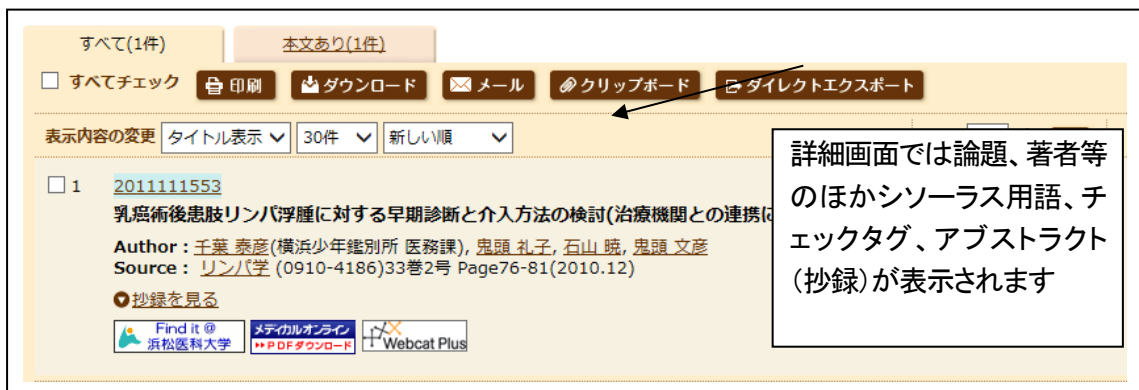 すべて(1件) 本文あり(1件)
すべてチェック 印刷 ダウンロード メール クリップボード ダイレクトエクスポート
表示内容の変更 タイトル表示 30件 新しい順
1 2011111553
乳癌術後患肢リンパ浮腫に対する早期診断と介入方法の検討(治療機関との連携に
Author : 千葉 泰彦(横浜少年鑑別所 医務課), 鬼頭 礼子, 石山 暁, 鬼頭 文彦
Source : リンパ学 (0910-4186)33巻2号 Page76-81(2010.12)
抄録を見る
Find it @
浜松医科大学
メディカルオンライン
PDFダウンロード
Webcat Plus
詳細画面では論題、著者等
のほかシソーラス用語、チ
ェックタグ、アブストラクト
(抄録)が表示されます